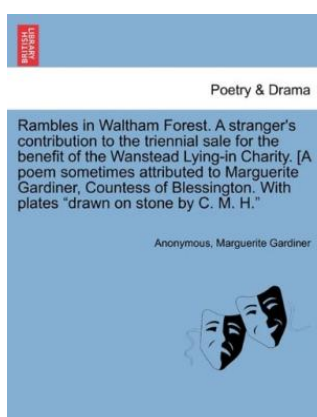 BRITISH
LIBRARY
Poetry & Drama
Rambles in Waltham Forest. A stranger's
contribution to the triennial sale for the
benefit of the Wanstead Lying-in Charity. [A
poem sometimes attributed to Marguerite
Gardiner, Countess of Blessington. With
plates “drawn on stone by C. M. H.”
Anonymous, Marguerite Gardiner